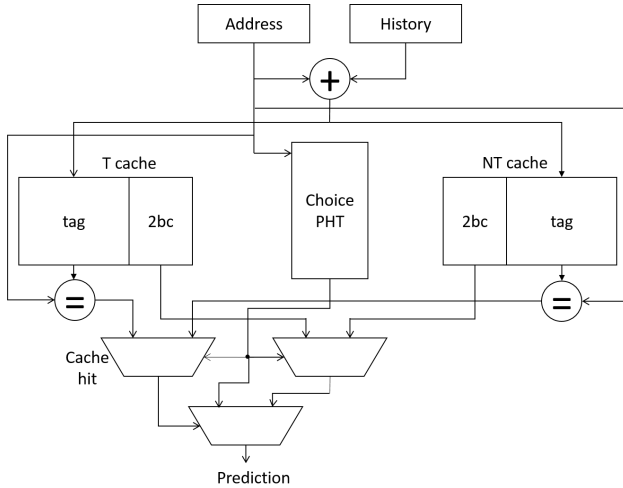 Address
History
+
T cache
NT cache
tag
2bc
Choice
PHT
2bc
tag
=
=
Cache
hit
Prediction